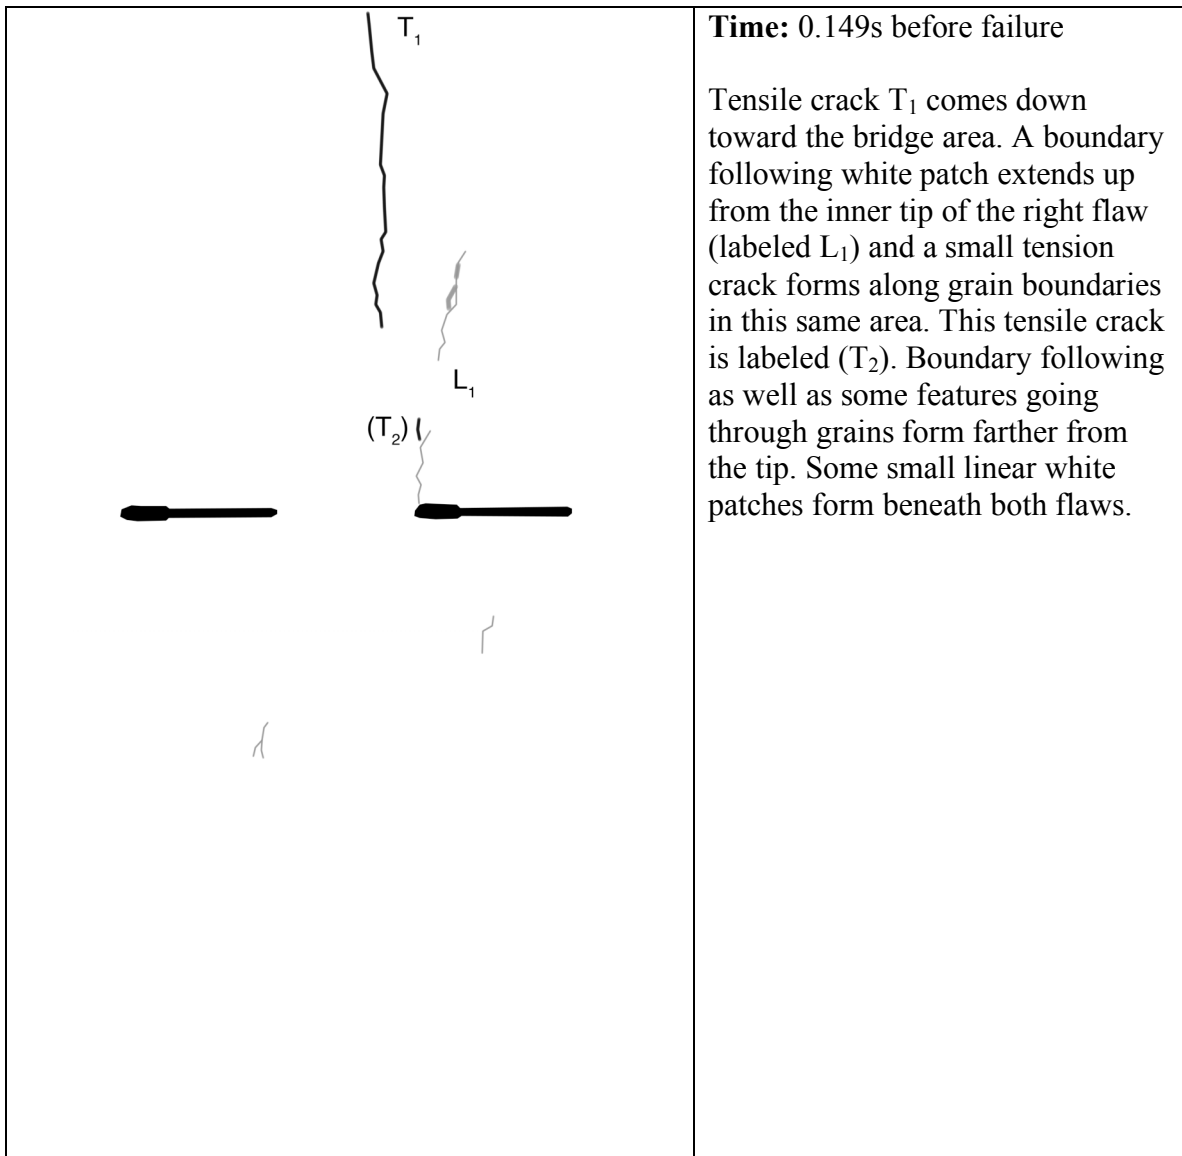 T₁
L₁
(T₂)
Time: 0.149s before failure
Tensile crack T₁ comes down
toward the bridge area. A boundary
following white patch extends up
from the inner tip of the right flaw
(labeled L₁) and a small tension
crack forms along grain boundaries
in this same area. This tensile crack
is labeled (T₂). Boundary following
as well as some features going
through grains form farther from
the tip. Some small linear white
patches form beneath both flaws.